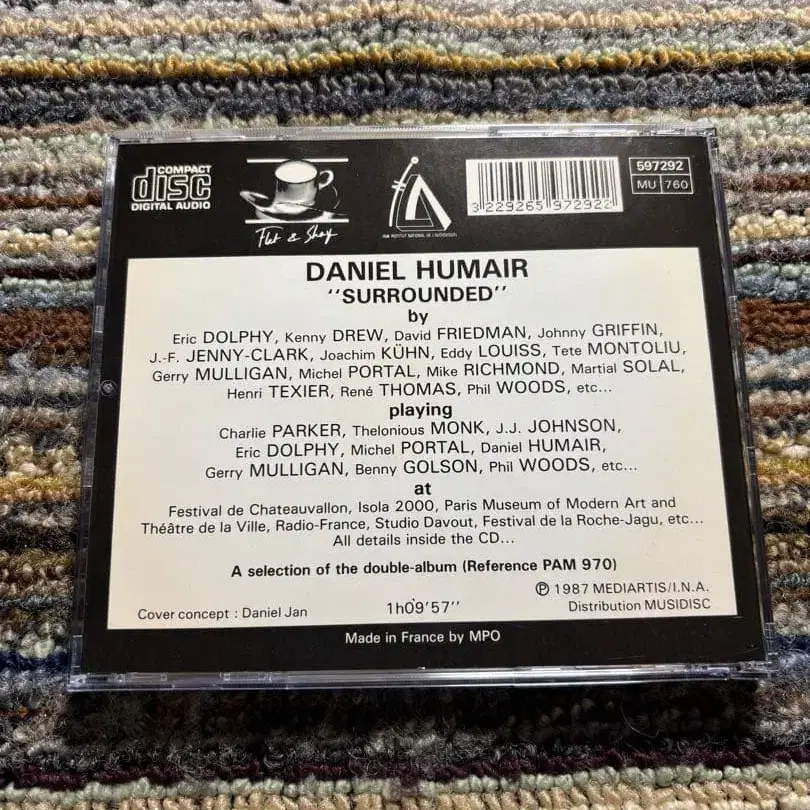 COMPACT
disc
DIGITAL AUDIO
Flat & Sharp
INSTITUT NATIONAL DE L'AUDIOVISUEL
3 229265 972922
597292
MU 760
DANIEL HUMAIR
"SURROUNDED"
by
Eric DOLPHY, Kenny DREW, David FRIEDMAN, Johnny GRIFFIN,
J.-F. JENNY-CLARK, Joachim KÜHN, Eddy LOUISS, Tete MONTOLIU,
Gerry MULLIGAN, Michel PORTAL, Mike RICHMOND, Martial SOLAL,
Henri TEXIER, René THOMAS, Phil WOODS, etc...
playing
Charlie PARKER, Thelonious MONK, J.J. JOHNSON,
Eric DOLPHY, Michel PORTAL, Daniel HUMAIR,
Gerry MULLIGAN, Benny GOLSON, Phil WOODS, etc...
at
Festival de Chateauvallon, Isola 2000, Paris Museum of Modern Art and
Théâtre de la Ville, Radio-France, Studio Davout, Festival de la Roche-Jagu, etc...
All details inside the CD...
A selection of the double-album (Reference PAM 970)
Ⓟ 1987 MEDIARTIS/I.N.A.
Cover concept : Daniel Jan
1h09'57''
Distribution MUSIDISC
Made in France by MPO